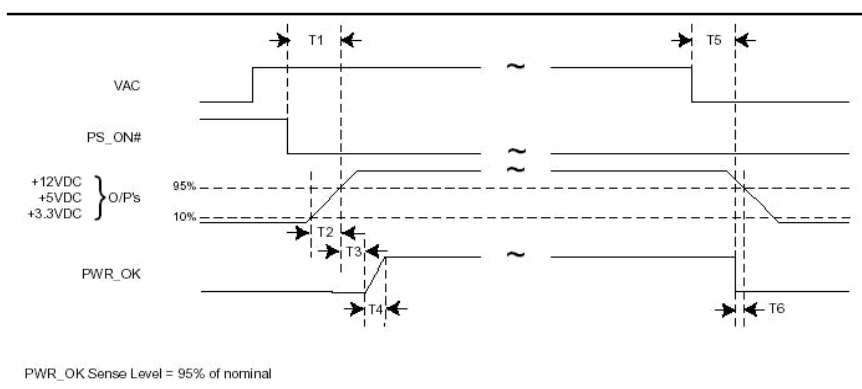 T1
T5
VAC
~
PS_ON#
~
+12VDC
+5VDC
+3.3VDC
O/P's
~
95%
10%
T2
T3
PWR_OK
~
T4
T6
PWR_OK Sense Level = 95% of nominal